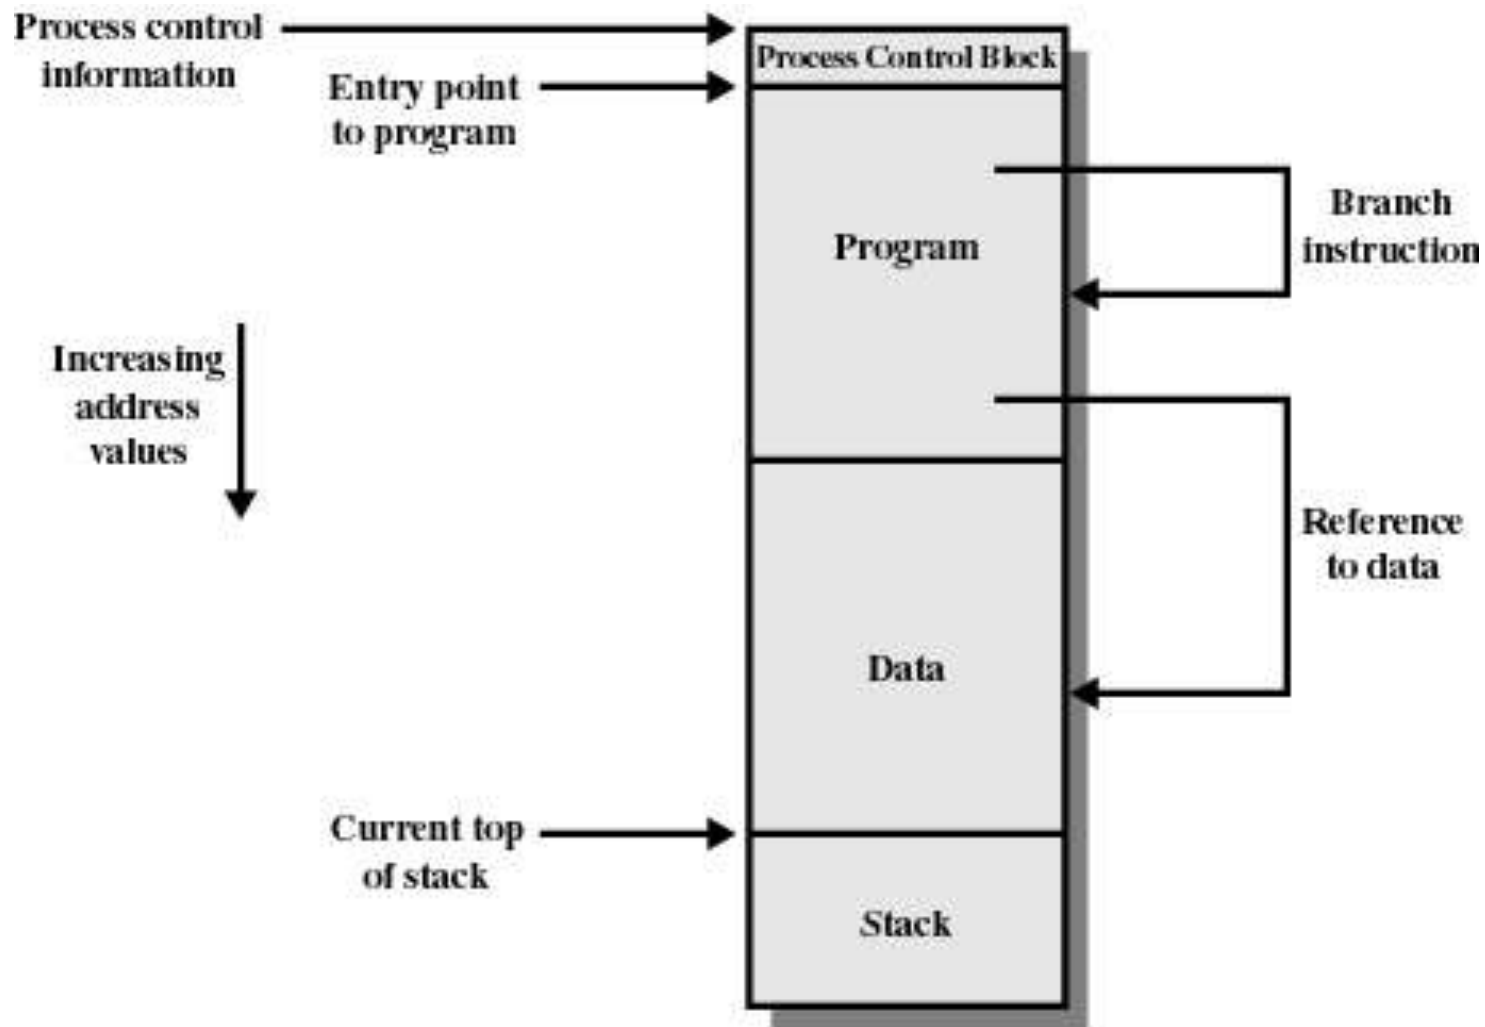 Process control
information
Process Control Block
Entry point
to program
Branch
instruction
Program
Increasing
address
values
Reference
to data
Data
Current top
of stack
Stack